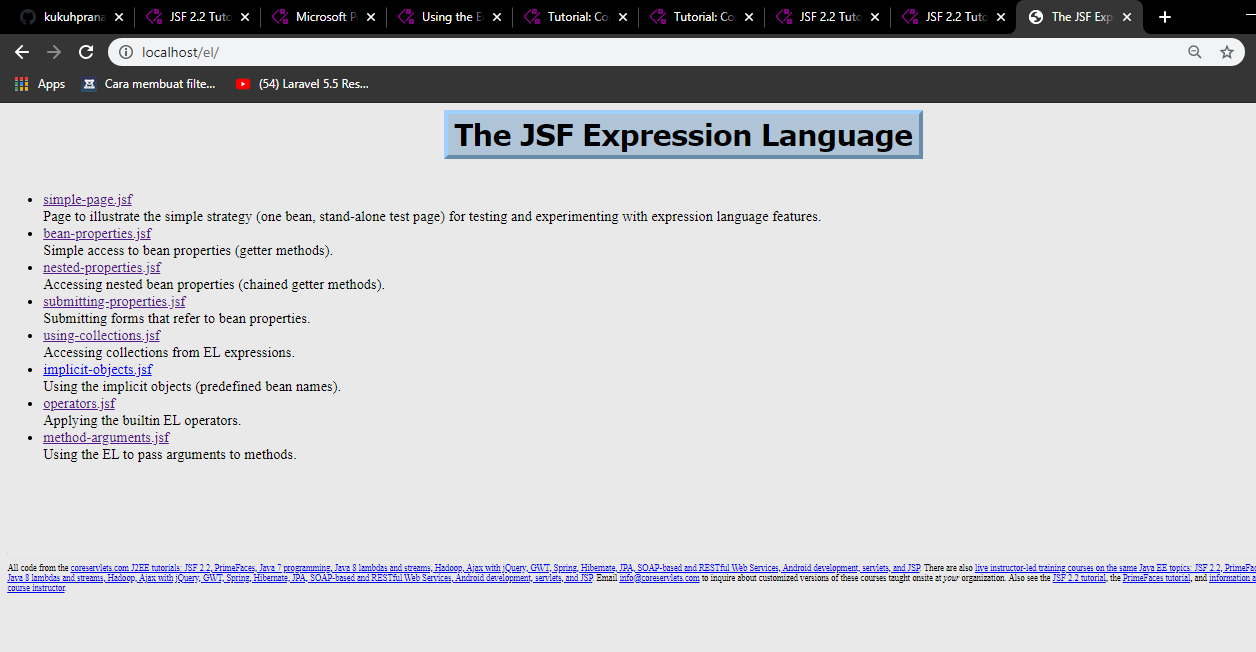 kukuhprana
JSF 2.2 Tuto
Microsoft P
Using the E
Tutorial: Co
Tutorial: Co
JSF 2.2 Tuto
JSF 2.2 Tuto
The JSF Exp
localhost/el/
Apps
Cara membuat filte...
(54) Laravel 5.5 Res...
The JSF Expression Language
simple-page.jsf
Page to illustrate the simple strategy (one bean, stand-alone test page) for testing and experimenting with expression language features.
bean-properties.jsf
Simple access to bean properties (getter methods).
nested-properties.jsf
Accessing nested bean properties (chained getter methods).
submitting-properties.jsf
Submitting forms that refer to bean properties.
using-collections.jsf
Accessing collections from EL expressions.
implicit-objects.jsf
Using the implicit objects (predefined bean names).
operators.jsf
Applying the builtin EL operators.
method-arguments.jsf
Using the EL to pass arguments to methods.
All code from the coreservlets.com J2EE tutorials: JSF 2.2, PrimeFaces, Java 7 programming, Java 8 lambdas and streams, Hadoop, Ajax with jQuery, GWT, Spring, Hibernate, JPA, SOAP-based and RESTful Web Services, Android development, servlets, and JSP. There are also live instructor-led training courses on the same Java EE topics: JSF 2.2, PrimeFac
Java 8 lambdas and streams, Hadoop, Ajax with jQuery, GWT, Spring, Hibernate, JPA, SOAP-based and RESTful Web Services, Android development, servlets, and JSP. Email info@coreservlets.com to inquire about customized versions of these courses taught onsite at your organization. Also see the JSF 2.2 tutorial, the PrimeFaces tutorial, and information a
course instructor.